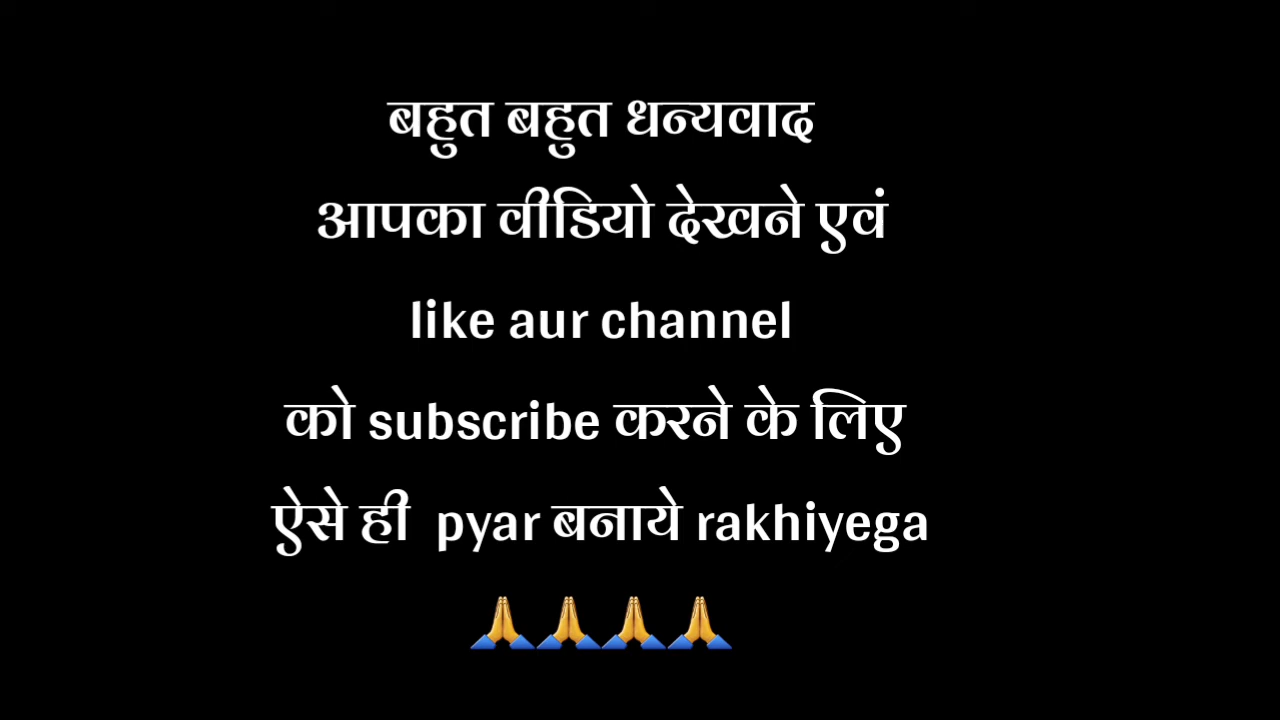 बहुत बहुत धन्यवाद
आपका वीडियो देखने एवं
like aur channel
को subscribe करने के लिए
ऐसे ही pyar बनाये rakhiyega
🙏🙏🙏🙏